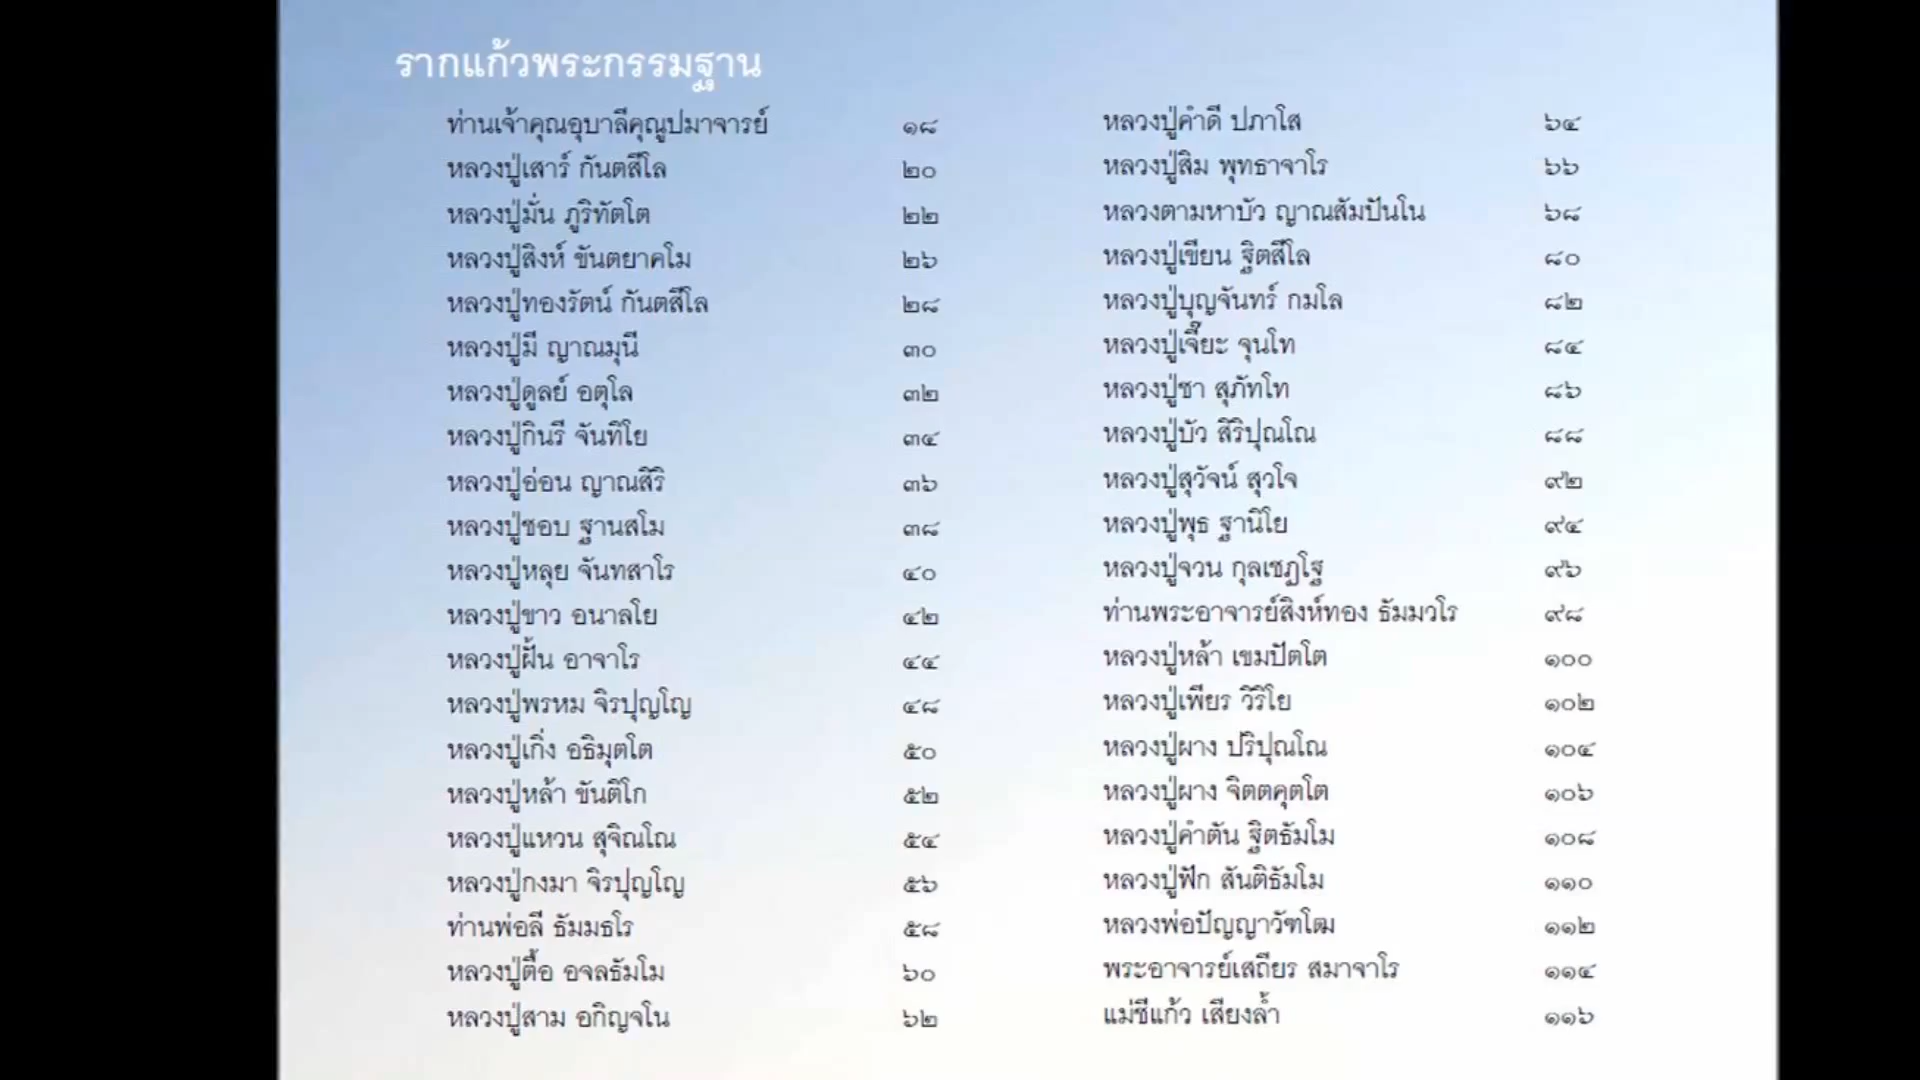 รากแก้วพระกรรมฐาน
ท่านเจ้าคุณอุบาลีคุณูปมาจารย์ ๑๘
หลวงปู่เสาร์ กันตสีโล ๒๐
หลวงปู่มั่น ภูริทัตโต ๒๒
หลวงปู่สิงห์ ขันตยาคโม ๒๖
หลวงปู่ทองรัตน์ กันตสีโล ๒๘
หลวงปู่มี ญาณมุนี ๓๐
หลวงปู่ดูลย์ อตุโล ๓๒
หลวงปู่กินรี จันทิโย ๓๔
หลวงปู่อ่อน ญาณสิริ ๓๖
หลวงปู่ชอบ ฐานสโม ๓๘
หลวงปู่หลุย จันทสาโร ๔๐
หลวงปู่ขาว อนาลโย ๔๒
หลวงปู่ฝั้น อาจาโร ๔๔
หลวงปู่พรหม จิรปุญโญ ๔๘
หลวงปู่เกิ่ง อธิมุตโต ๕๐
หลวงปู่หล้า ขันติโก ๕๒
หลวงปู่แหวน สุจิณโณ ๕๔
หลวงปู่กงมา จิรปุญโญ ๕๖
ท่านพ่อลี ธัมมธโร ๕๘
หลวงปู่ตื้อ อจลธัมโม ๖๐
หลวงปู่สาม อกิญจโน ๖๒
หลวงปู่คำดี ปภาโส ๖๔
หลวงปู่สิม พุทธาจาโร ๖๖
หลวงตามหาบัว ญาณสัมปันโน ๖๘
หลวงปู่เขียน ฐิตสีโล ๘๐
หลวงปู่บุญจันทร์ กมโล ๘๒
หลวงปู่เจี๊ยะ จุนโท ๘๔
หลวงปู่ชา สุภัทโท ๘๖
หลวงปู่บัว สิริปุณโณ ๘๘
หลวงปู่สุวัจน์ สุวโจ ๙๒
หลวงปู่พุธ ฐานิโย ๙๔
หลวงปู่จวน กุลเชฏโฐ ๙๖
ท่านพระอาจารย์สิงห์ทอง ธัมมวโร ๙๘
หลวงปู่หล้า เขมปัตโต ๑๐๐
หลวงปู่เพียร วิริโย ๑๐๒
หลวงปู่ผาง ปริปุณโณ ๑๐๔
หลวงปู่ผาง จิตตคุตโต ๑๐๖
หลวงปู่คำตัน ฐิตธัมโม ๑๐๘
หลวงปู่ฟัก สันติธัมโม ๑๑๐
หลวงพ่อปัญญาวัฑโฒ ๑๑๒
พระอาจารย์เสถียร สมาจาโร ๑๑๔
แม่ชีแก้ว เสียงล้ำ ๑๑๖